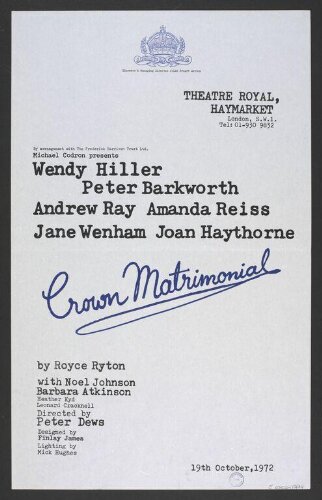 THEATRE ROYAL,
HAYMARKET
London, S.W.1.
Tel: 01-930 9832
By arrangement with The Frederick Harrison Trust Ltd.
Michael Codron presents
Wendy Hiller
Peter Barkworth
Andrew Ray Amanda Reiss
Jane Wenham Joan Haythorne
Crown Matrimonial
by Royce Ryton
with Noel Johnson
Barbara Atkinson
Heather Kyd
Leonard Cracknell
Directed by
Peter Dews
Designed by
Finlay James
Lighting by
Mick Hughes
19th October, 1972